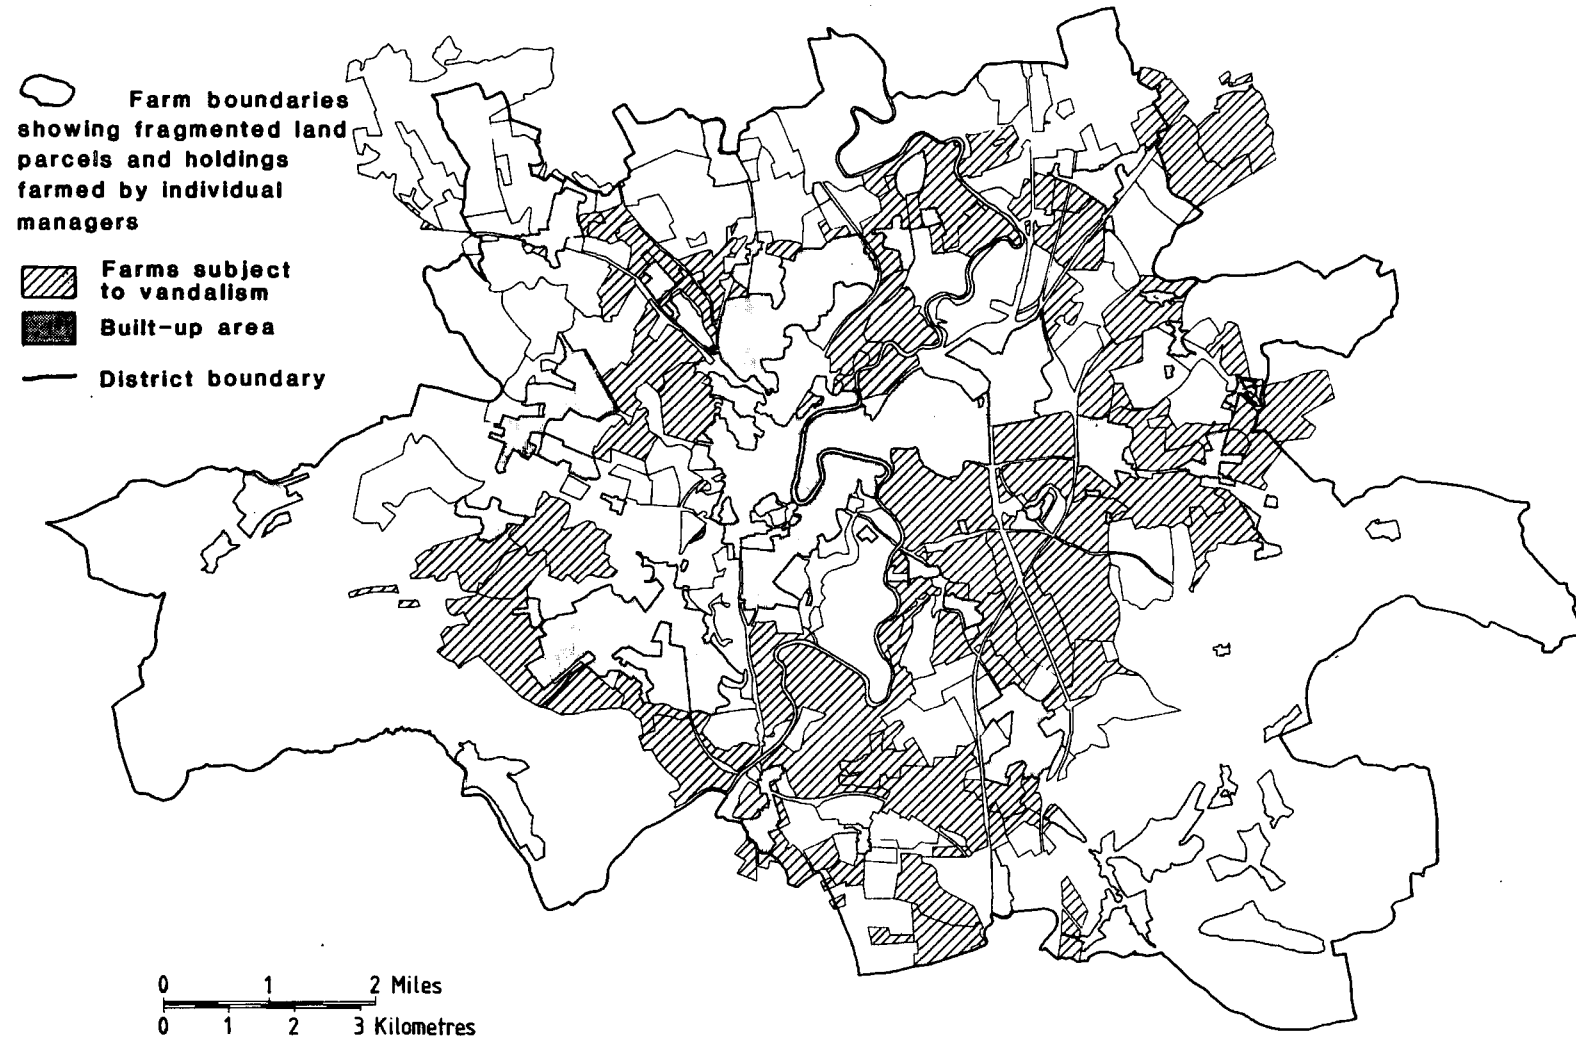 Farm boundaries
showing fragmented land
parcels and holdings
farmed by individual
managers
Farms subject
to vandalism
Built-up area
District boundary
0 1 2 Miles
0 1 2 3 Kilometres